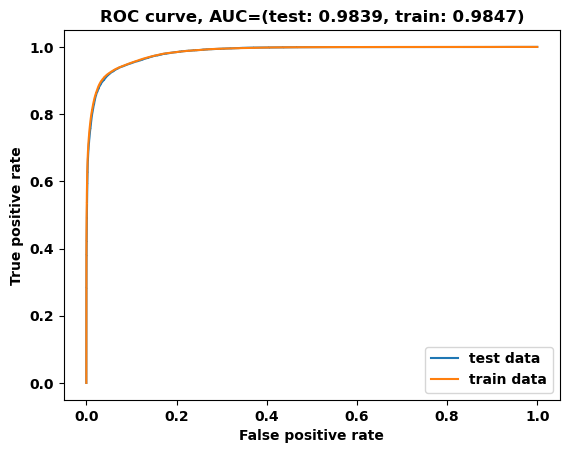 ROC curve, AUC=(test: 0.9839, train: 0.9847)
1.0
0.8
0.6
0.4
0.2
0.0
True positive rate
test data
train data
0.0 0.2 0.4 0.6 0.8 1.0
False positive rate